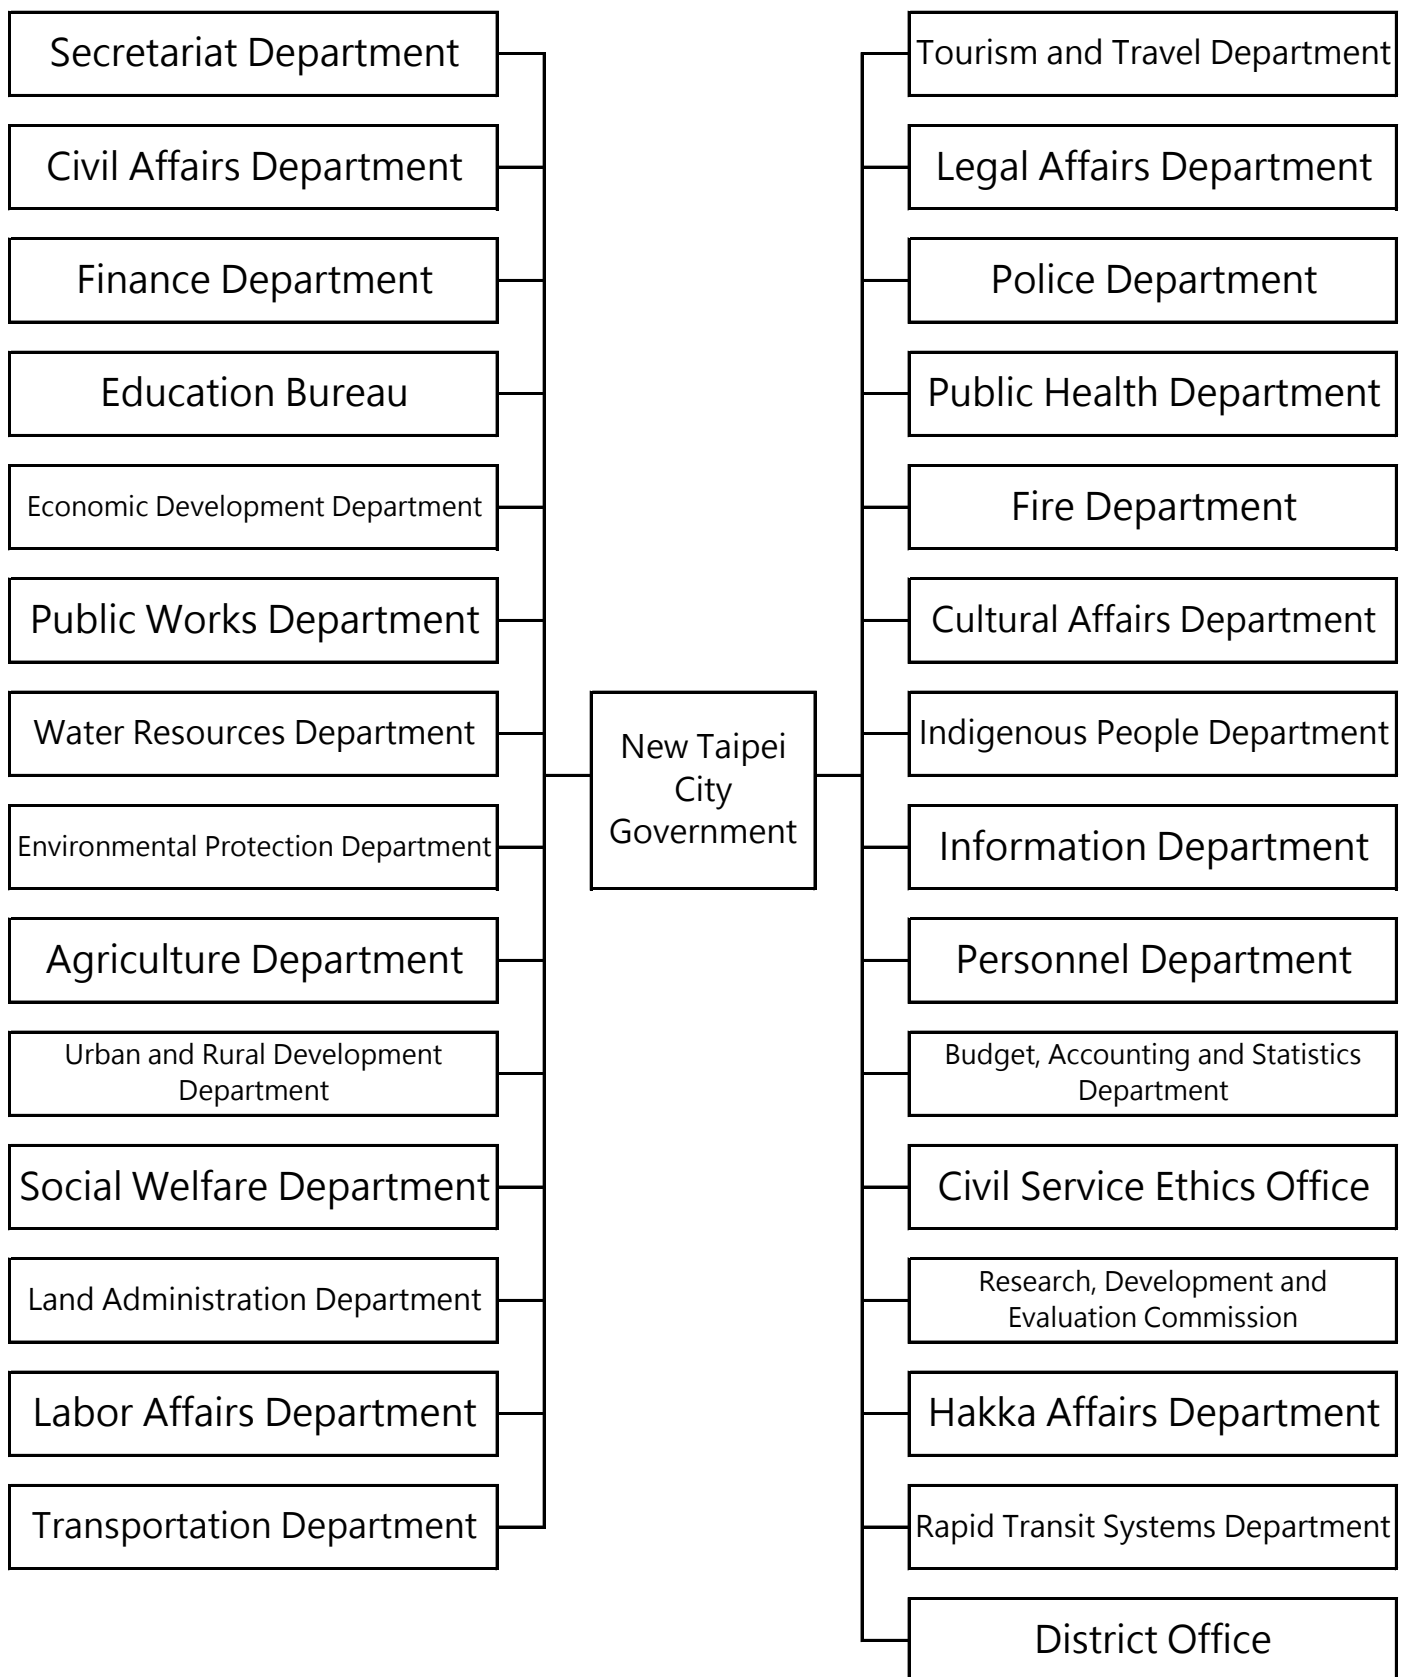 Secretariat Department
Civil Affairs Department
Finance Department
Education Bureau
Economic Development Department
Public Works Department
Water Resources Department
Environmental Protection Department
Agriculture Department
Urban and Rural Development
Department
Social Welfare Department
Land Administration Department
Labor Affairs Department
Transportation Department
New Taipei
City
Government
Tourism and Travel Department
Legal Affairs Department
Police Department
Public Health Department
Fire Department
Cultural Affairs Department
Indigenous People Department
Information Department
Personnel Department
Budget, Accounting and Statistics
Department
Civil Service Ethics Office
Research, Development and
Evaluation Commission
Hakka Affairs Department
Rapid Transit Systems Department
District Office